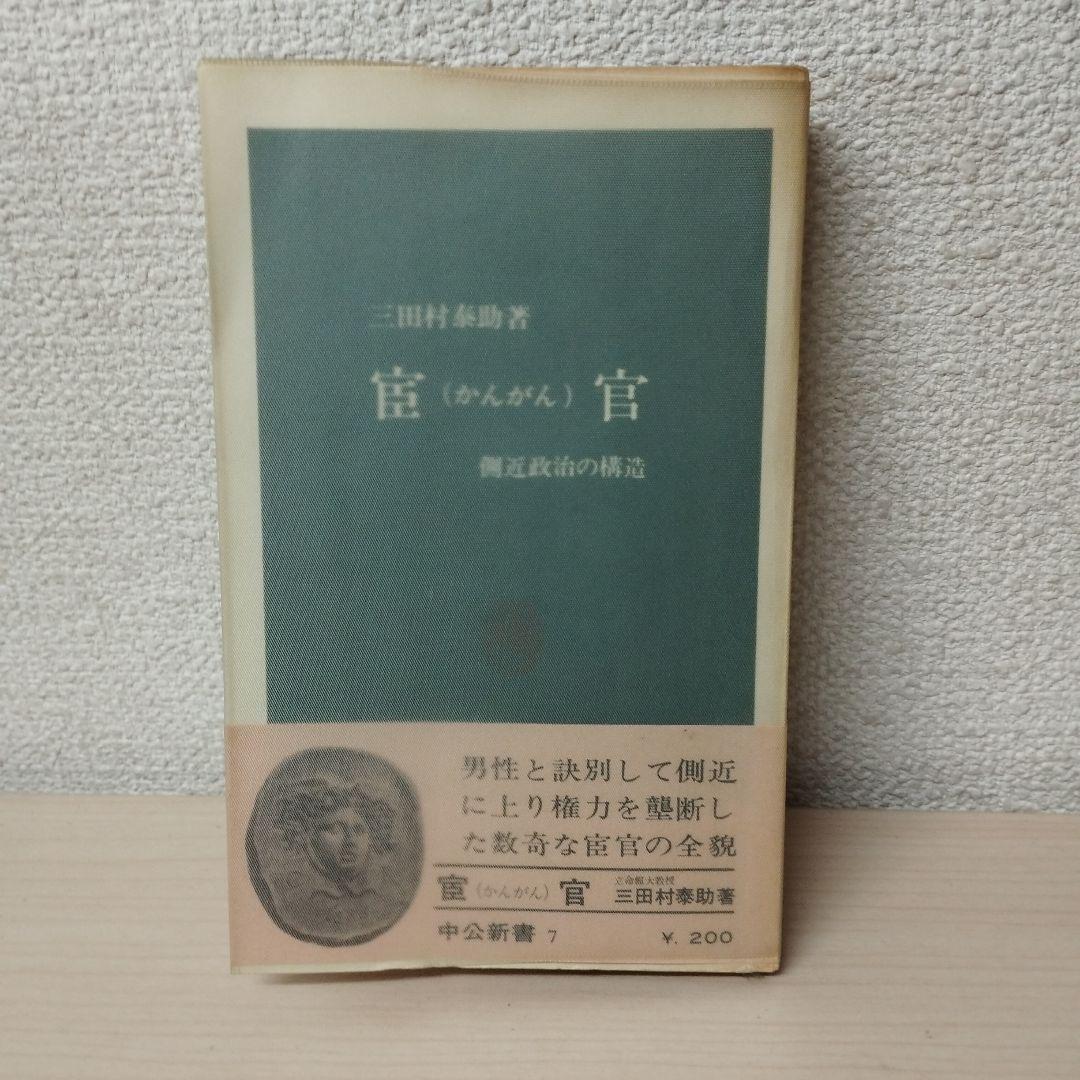 三田村泰助著
宦(かんがん)官
側近政治の構造
男性と訣別して側近
に上り権力を壟断し
た数奇な宦官の全貌
宦(かんがん)官
立命館大教授
三田村泰助著
中公新書 7
¥. 200